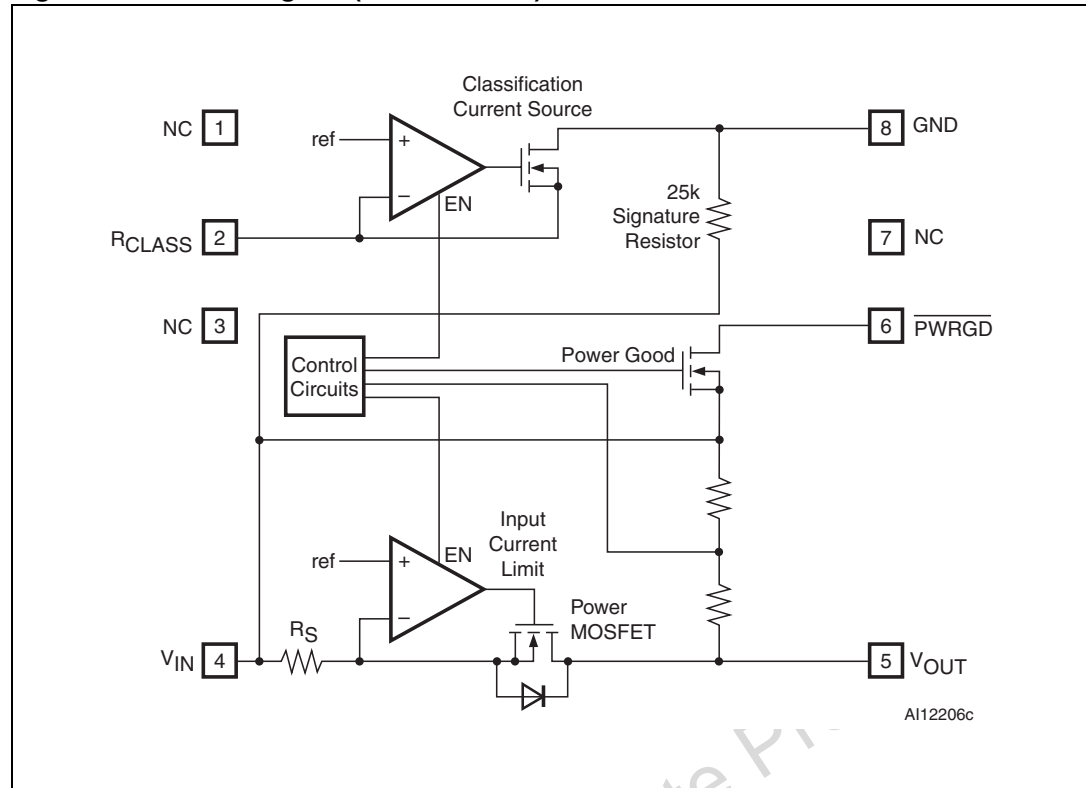 Classification
Current Source
NC 1
ref
+
−
EN
8 GND
25k
Signature
Resistor
RCLASS 2
7 NC
NC 3
6 PWRGD
Power Good
Control
Circuits
Input
Current
Limit
ref
+
−
EN
Power
MOSFET
RS
VIN 4
5 VOUT
AI12206c